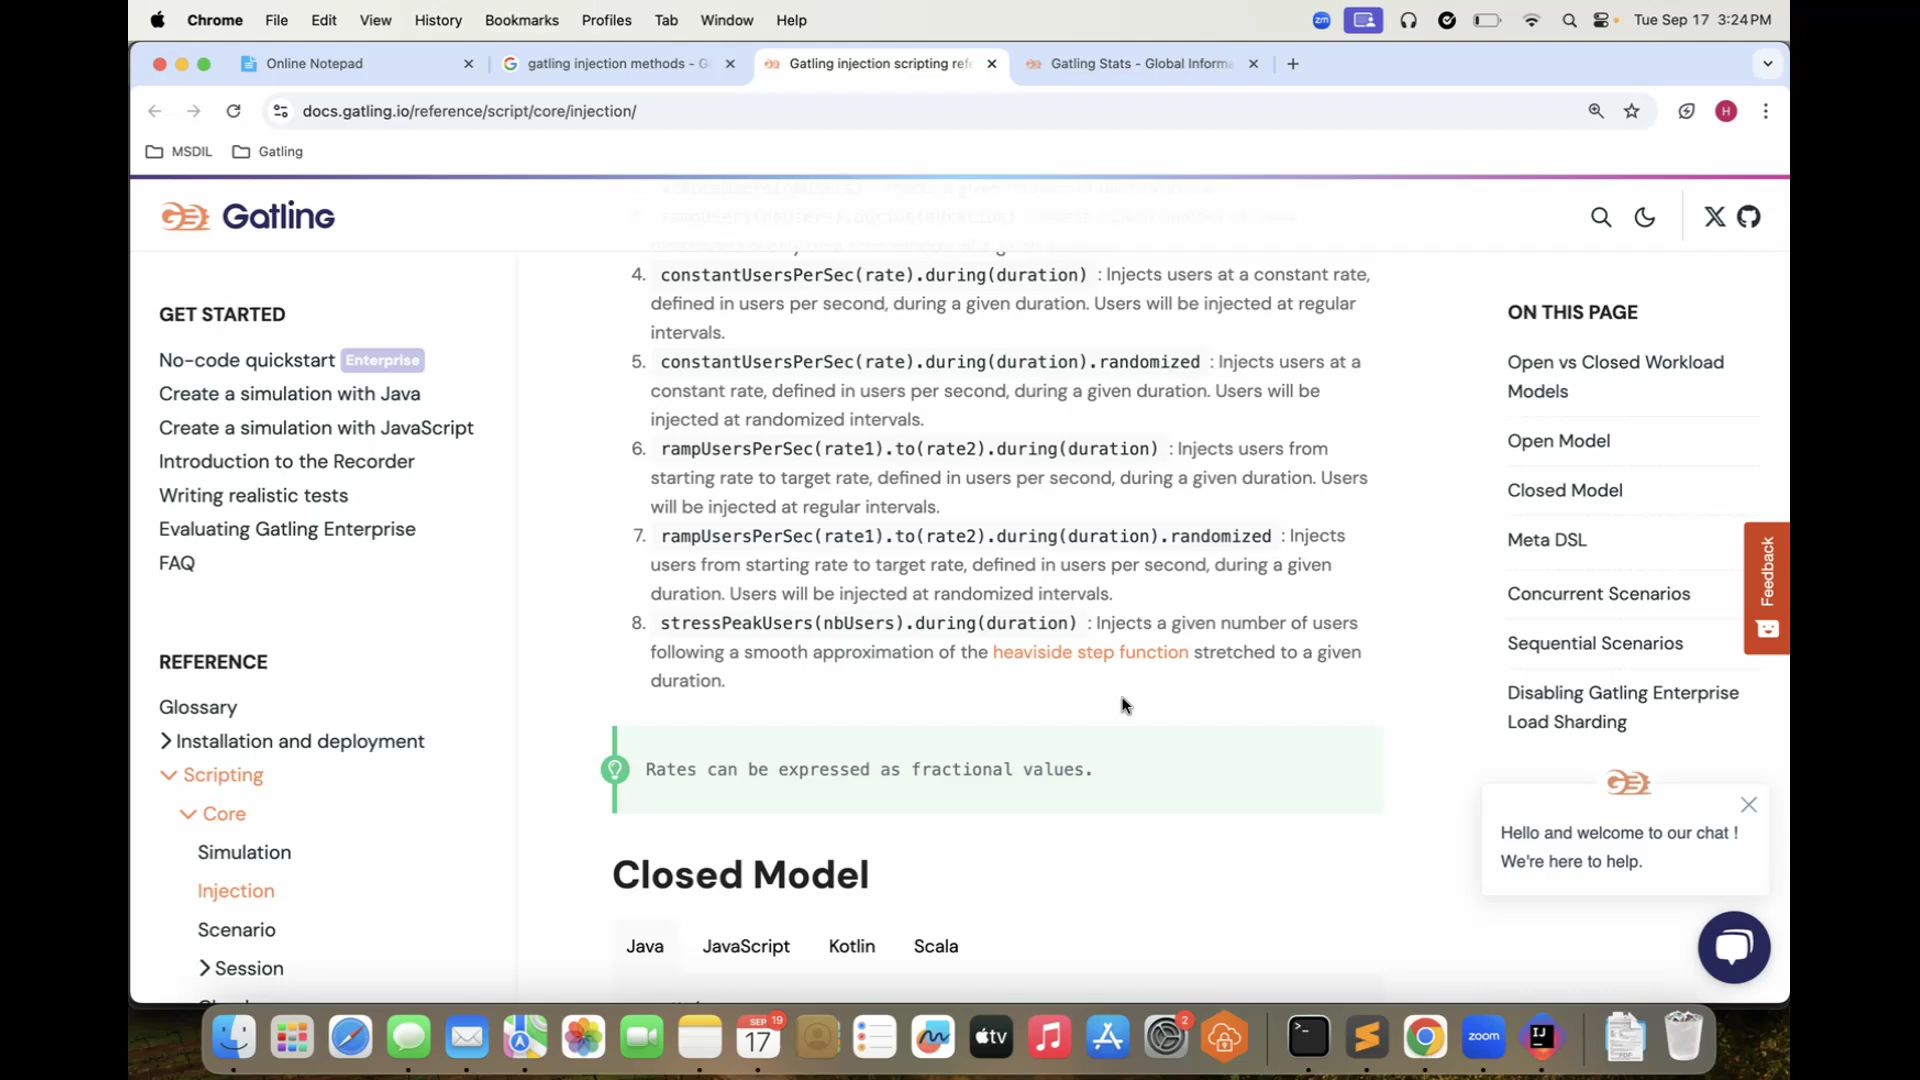 Chrome File Edit View History Bookmarks Profiles Tab Window Help
zm
Tue Sep 17 3:24 PM
Online Notepad
gatling injection methods - G
Gatling injection scripting refe
Gatling Stats - Global Informa
docs.gatling.io/reference/script/core/injection/
H
MSDIL
Gatling
Gatling
GET STARTED
No-code quickstart Enterprise
Create a simulation with Java
Create a simulation with JavaScript
Introduction to the Recorder
Writing realistic tests
Evaluating Gatling Enterprise
FAQ
REFERENCE
Glossary
Installation and deployment
Scripting
Core
Simulation
Injection
Scenario
Session
4. constantUsersPerSec(rate).during(duration) : Injects users at a constant rate,
defined in users per second, during a given duration. Users will be injected at regular
intervals.
5. constantUsersPerSec(rate).during(duration).randomized : Injects users at a
constant rate, defined in users per second, during a given duration. Users will be
injected at randomized intervals.
6. rampUsersPerSec(rate1).to(rate2).during(duration) : Injects users from
starting rate to target rate, defined in users per second, during a given duration. Users
will be injected at regular intervals.
7. rampUsersPerSec(rate1).to(rate2).during(duration).randomized : Injects
users from starting rate to target rate, defined in users per second, during a given
duration. Users will be injected at randomized intervals.
8. stressPeakUsers(nbUsers).during(duration) : Injects a given number of users
following a smooth approximation of the heaviside step function stretched to a given
duration.
Rates can be expressed as fractional values.
Closed Model
Java JavaScript Kotlin Scala
ON THIS PAGE
Open vs Closed Workload
Models
Open Model
Closed Model
Meta DSL
Concurrent Scenarios
Sequential Scenarios
Disabling Gatling Enterprise
Load Sharding
Feedback
Hello and welcome to our chat !
We're here to help.
SEP 19
17
tv
2
zoom
IJ
PDF